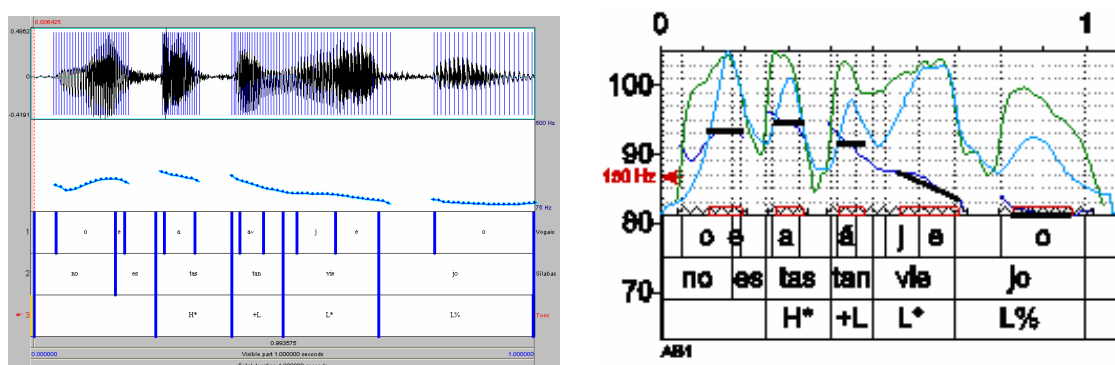 0.006425
0.4862
0
-0.4191
500 Hz
75 Hz
1 o e a a~ j e o Vogais
2 no es tas tan vie jo Sílabas
3 H* +L L* L% Tons
0.993575
0.000000 Visible part 1.000000 seconds 1.000000
0 1
100
90
150 Hz
80
o e a á j e o
no es tas tan vie jo
70
H* +L L* L%
AB1